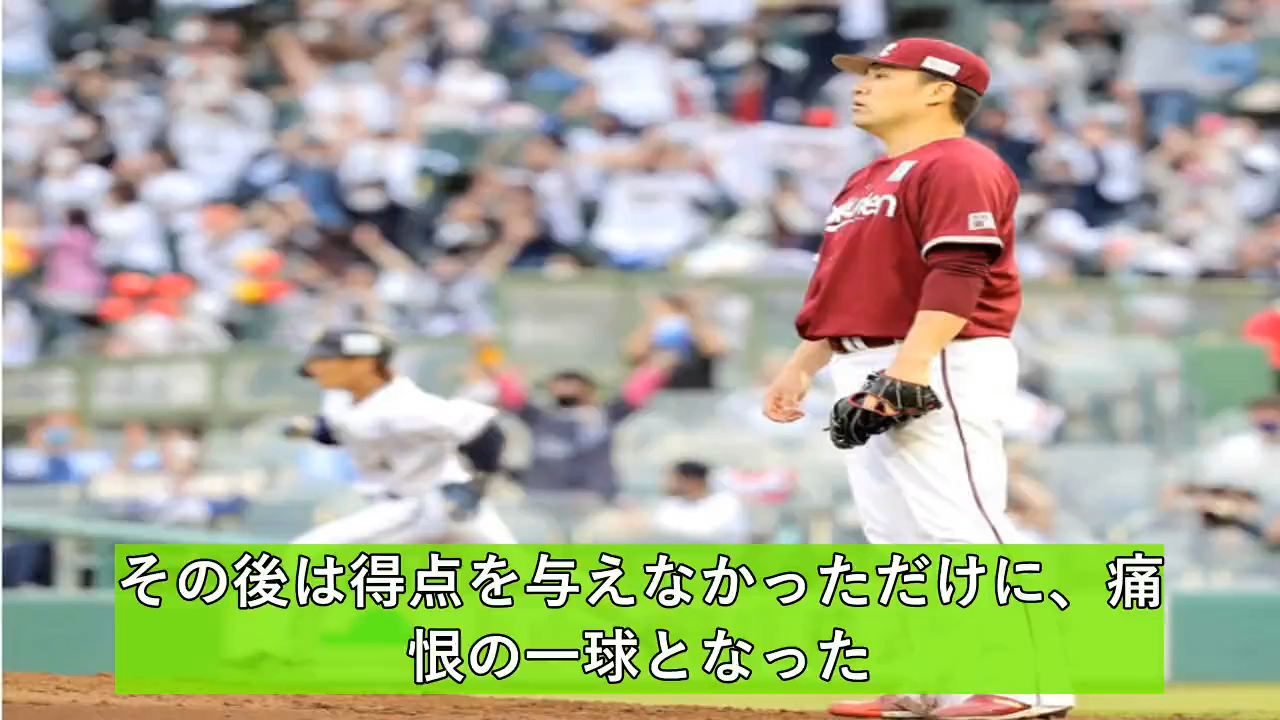 その後は得点を与えなかっただけに、痛
恨の一球となった